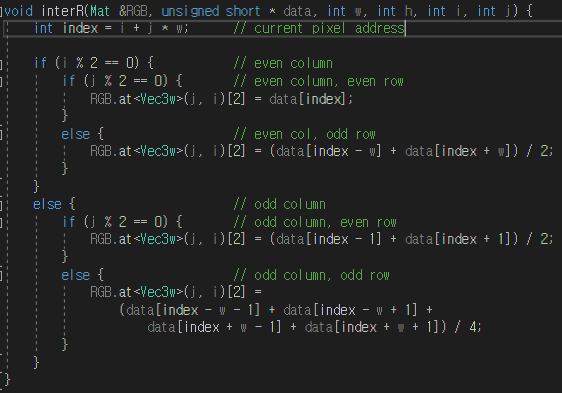 void interR(Mat &RGB, unsigned short * data, int w, int h, int i, int j) {
    int index = i + j * w;      // current pixel address

    if (i % 2 == 0) {           // even column
        if (j % 2 == 0) {       // even column, even row
            RGB.at<Vec3w>(j, i)[2] = data[index];
        }
        else {                  // even col, odd row
            RGB.at<Vec3w>(j, i)[2] = (data[index - w] + data[index + w]) / 2;
        }
    }
    else {                      // odd column
        if (j % 2 == 0) {       // odd column, even row
            RGB.at<Vec3w>(j, i)[2] = (data[index - 1] + data[index + 1]) / 2;
        }
        else {                  // odd column, odd row
            RGB.at<Vec3w>(j, i)[2] =
                (data[index - w - 1] + data[index - w + 1] +
                    data[index + w - 1] + data[index + w + 1]) / 4;
        }
    }
}